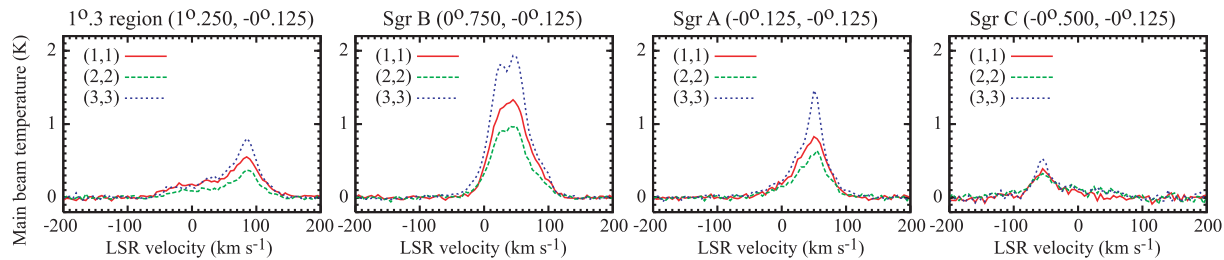 1°.3 region (1°.250, -0°.125)
Sgr B (0°.750, -0°.125)
Sgr A (-0°.125, -0°.125)
Sgr C (-0°.500, -0°.125)
Main beam temperature (K)
2
1
0
(1,1)
(2,2)
(3,3)
-200 -100 0 100 200
LSR velocity (km s-1)
2
1
0
(1,1)
(2,2)
(3,3)
-200 -100 0 100 200
LSR velocity (km s-1)
2
1
0
(1,1)
(2,2)
(3,3)
-200 -100 0 100 200
LSR velocity (km s-1)
2
1
0
(1,1)
(2,2)
(3,3)
-200 -100 0 100 200
LSR velocity (km s-1)